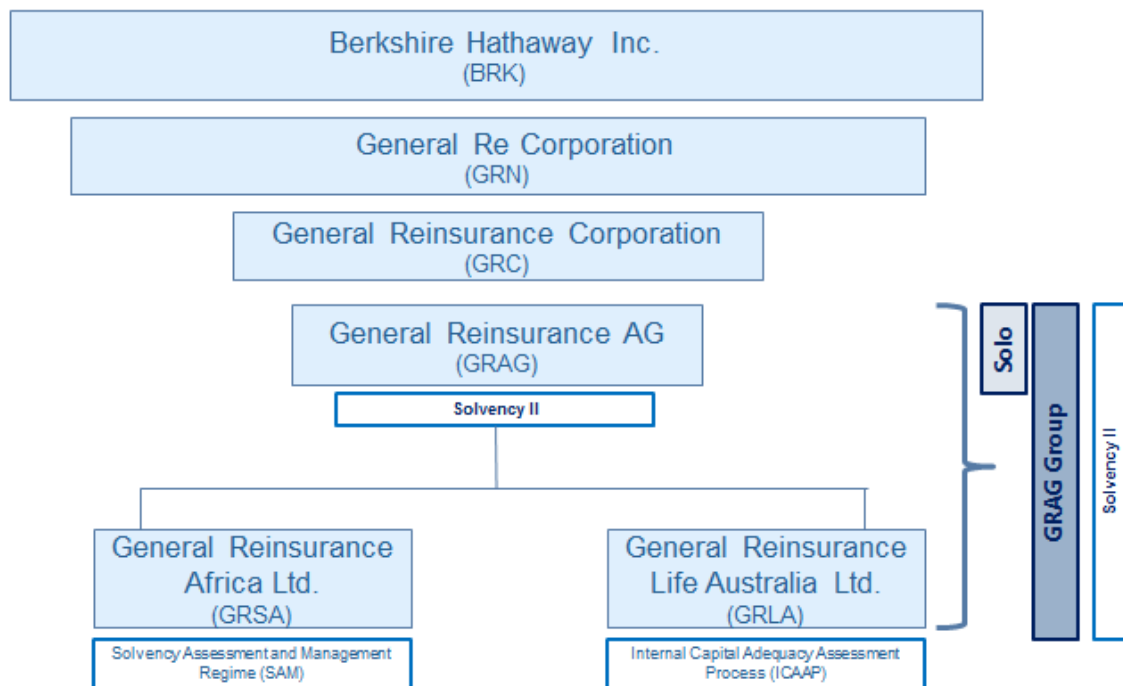 Berkshire Hathaway Inc.
(BRK)
General Re Corporation
(GRN)
General Reinsurance Corporation
(GRC)
General Reinsurance AG
(GRAG)
Solvency II
Solo
GRAG Group
Solvency II
General Reinsurance
Africa Ltd.
(GRSA)
General Reinsurance
Life Australia Ltd.
(GRLA)
Solvency Assessment and Management
Regime (SAM)
Internal Capital Adequacy Assessment
Process (ICAAP)